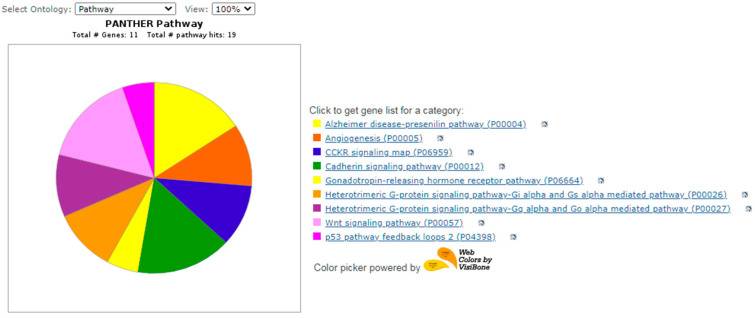 Select Ontology: Pathway View: 100%
PANTHER Pathway
Total # Genes: 11 Total # pathway hits: 19
Click to get gene list for a category:
Alzheimer disease-presenilin pathway (P00004)
Angiogenesis (P00005)
CCKR signaling map (P06959)
Cadherin signaling pathway (P00012)
Gonadotropin-releasing hormone receptor pathway (P06664)
Heterotrimeric G-protein signaling pathway-Gi alpha and Gs alpha mediated pathway (P00026)
Heterotrimeric G-protein signaling pathway-Gq alpha and Go alpha mediated pathway (P00027)
Wnt signaling pathway (P00057)
p53 pathway feedback loops 2 (P04398)
Color picker powered by
Web
Colors by
VisiBone